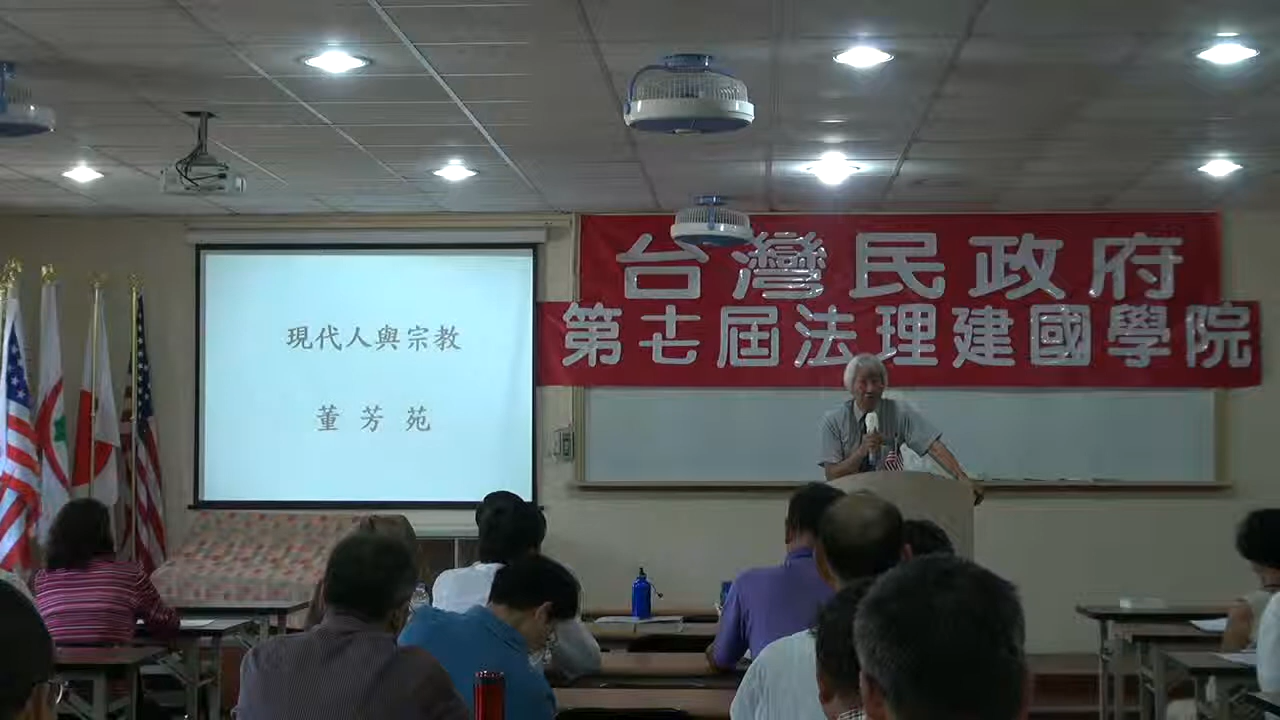 現代人與宗教
董芳苑
台灣民政府
第七屆法理建國學院